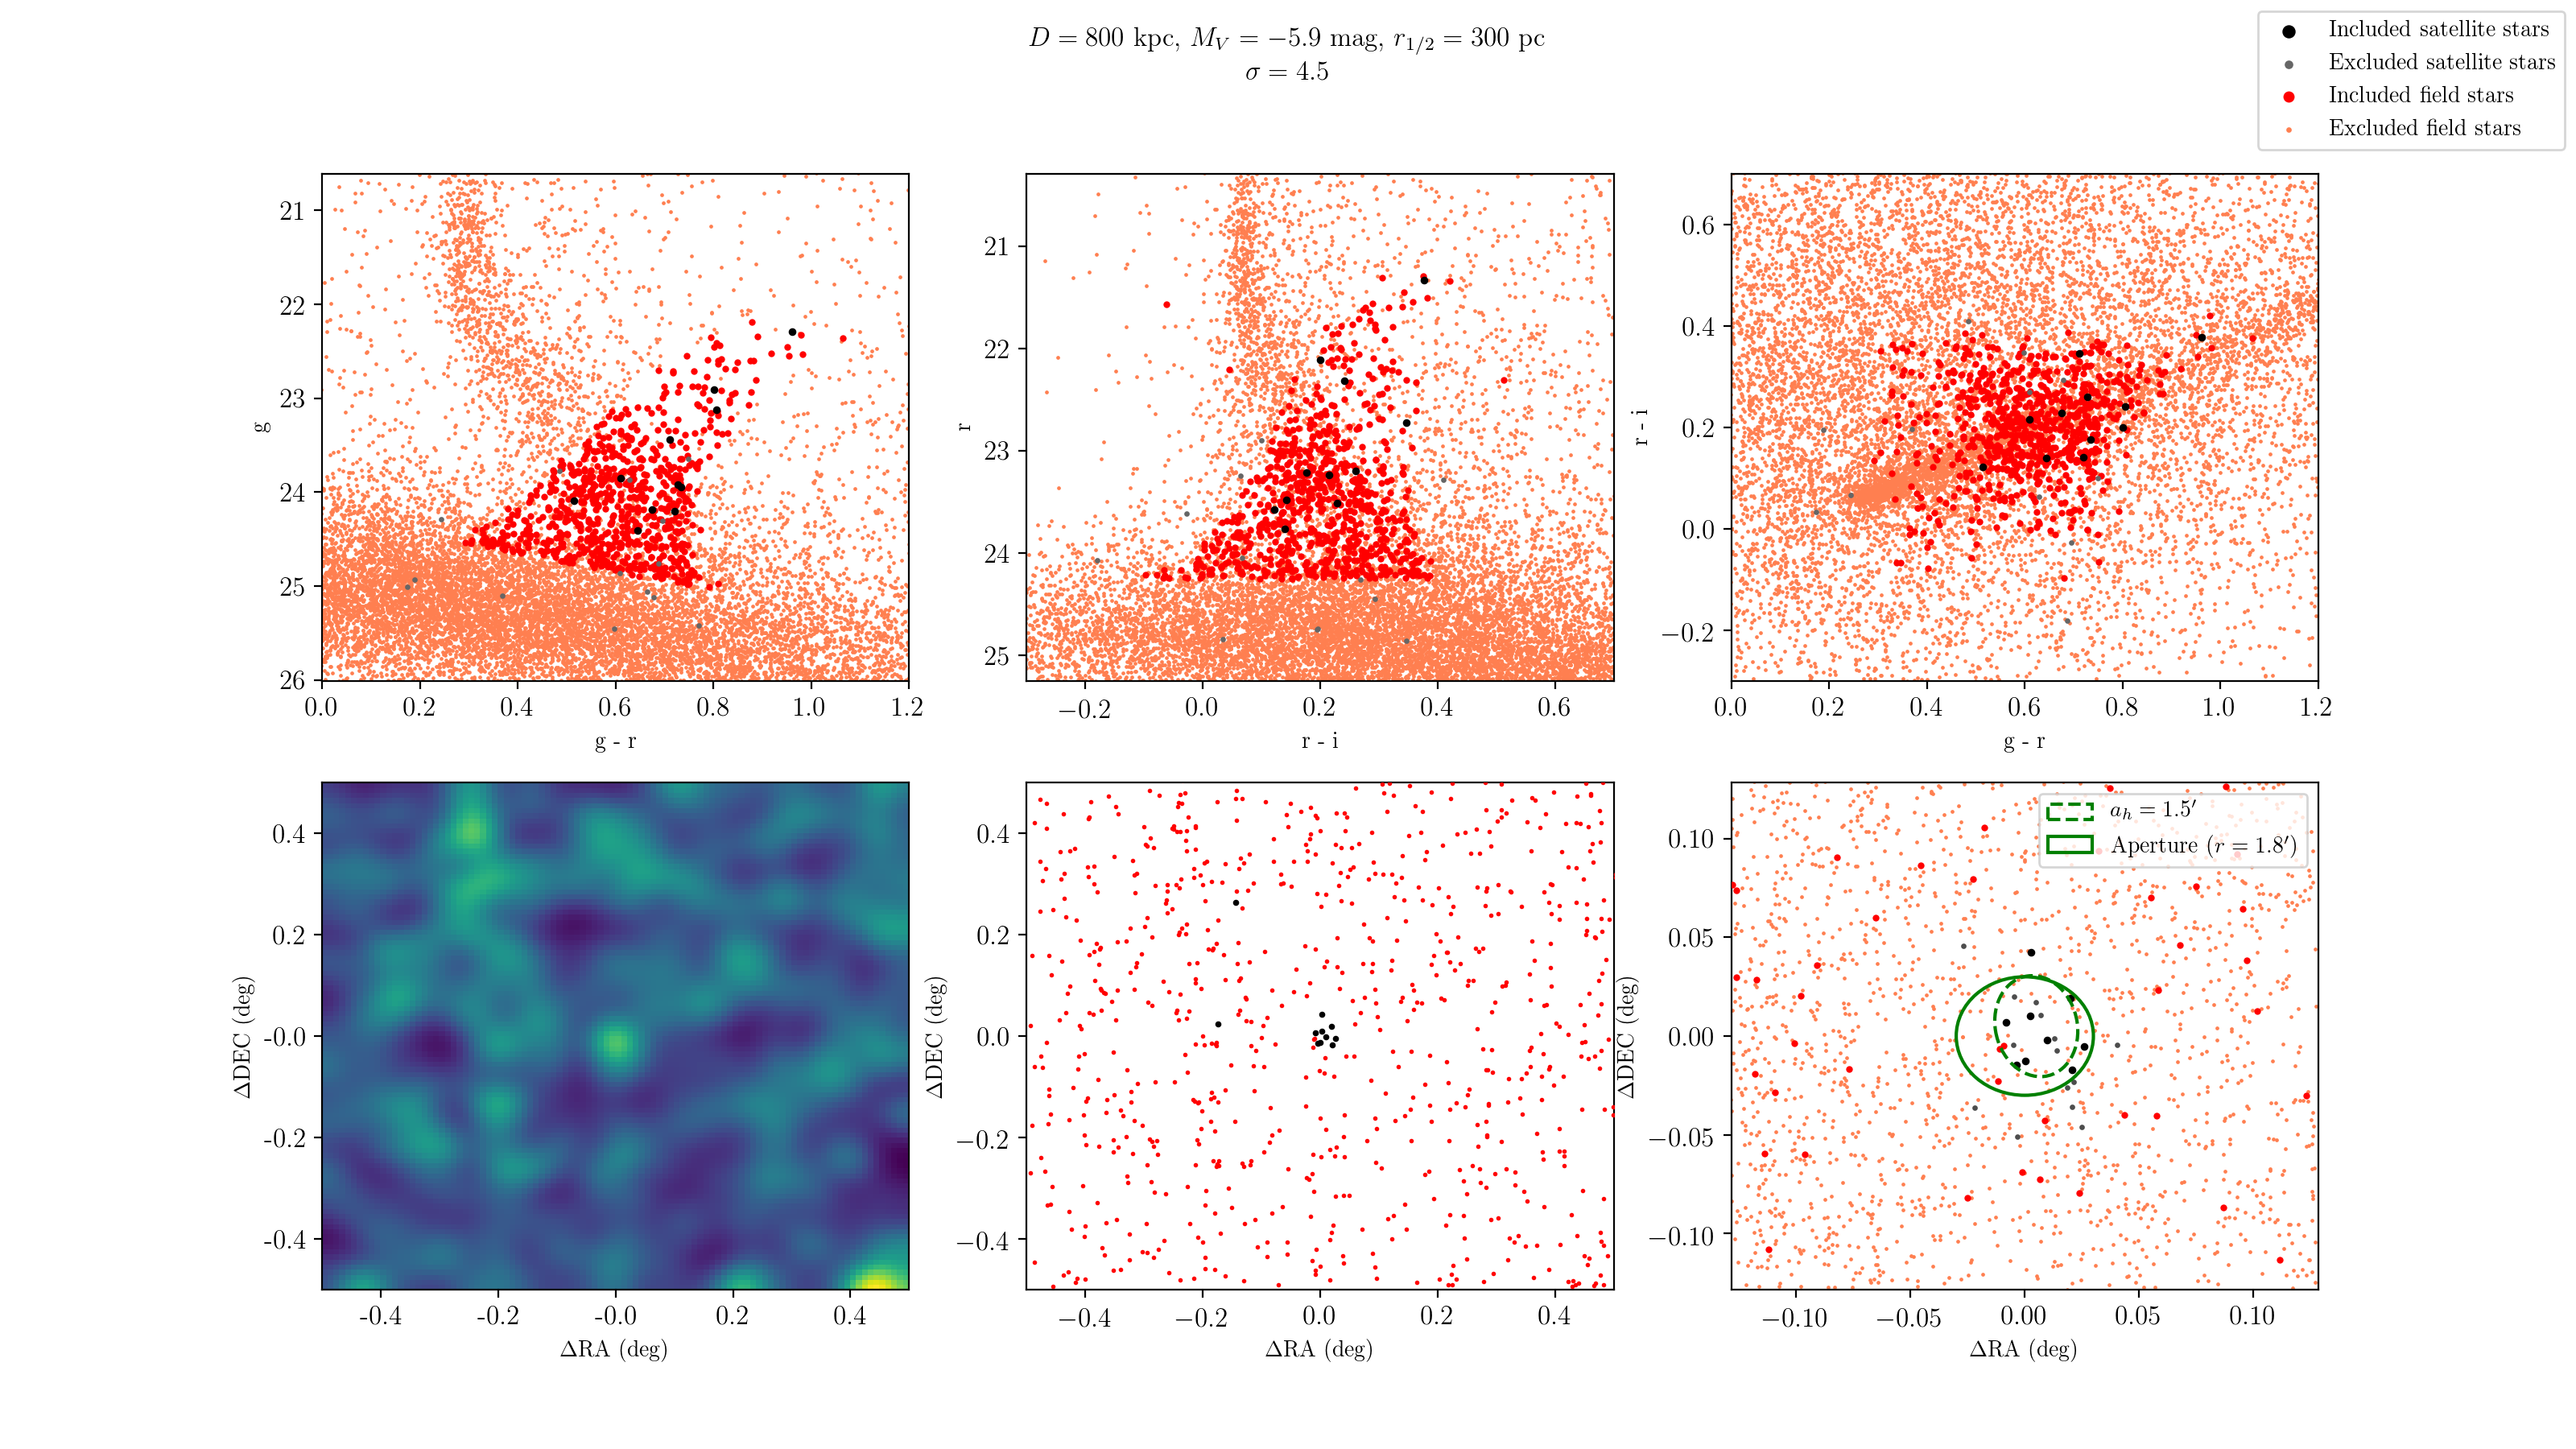 D = 800 kpc, M_V = −5.9 mag, r_{1/2} = 300 pc
σ = 4.5
Included satellite stars
Excluded satellite stars
Included field stars
Excluded field stars
21
22
23
24
25
26
g
0.0 0.2 0.4 0.6 0.8 1.0 1.2
g - r
21
22
23
24
25
r
−0.2 0.0 0.2 0.4 0.6
r - i
0.6
0.4
0.2
0.0
−0.2
r - i
0.0 0.2 0.4 0.6 0.8 1.0 1.2
g - r
0.4
0.2
-0.0
-0.2
-0.4
ΔDEC (deg)
-0.4 -0.2 -0.0 0.2 0.4
ΔRA (deg)
0.4
0.2
0.0
−0.2
−0.4
ΔDEC (deg)
−0.4 −0.2 0.0 0.2 0.4
ΔRA (deg)
a_h = 1.5′
Aperture (r = 1.8′)
0.10
0.05
0.00
−0.05
−0.10
ΔDEC (deg)
−0.10 −0.05 0.00 0.05 0.10
ΔRA (deg)